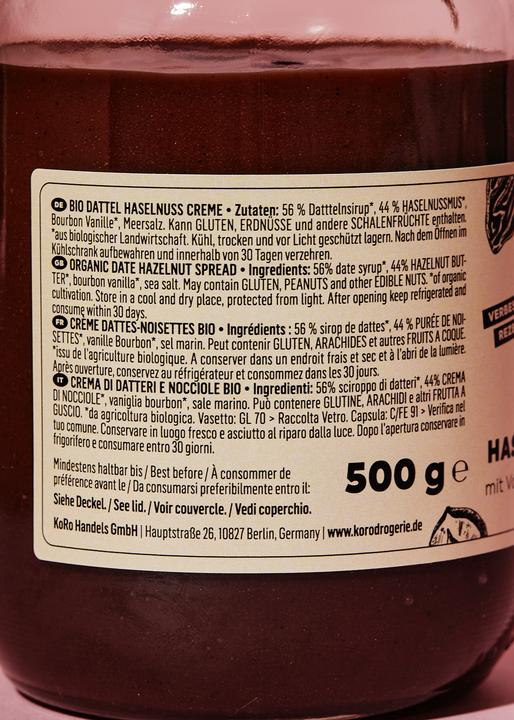 DE BIO DATTEL HASELNUSS CREME • Zutaten: 56 % Datttelnsirup*, 44 % HASELNUSSMUS*,
Bourbon Vanille*, Meersalz. Kann GLUTEN, ERDNÜSSE und andere SCHALENFRÜCHTE enthalten.
*aus biologischer Landwirtschaft. Kühl, trocken und vor Licht geschützt lagern. Nach dem Öffnen im
Kühlschrank aufbewahren und innerhalb von 30 Tagen verzehren.
GB ORGANIC DATE HAZELNUT SPREAD • Ingredients: 56% date syrup*, 44% HAZELNUT BUT-
TER*, bourbon vanilla*, sea salt. May contain GLUTEN, PEANUTS and other EDIBLE NUTS. *of organic
cultivation. Store in a cool and dry place, protected from light. After opening keep refrigerated and
consume within 30 days.
FR CRÈME DATTES-NOISETTES BIO • Ingrédients : 56 % sirop de dattes*, 44 % PURÉE DE NOI-
SETTES*, vanille Bourbon*, sel marin. Peut contenir GLUTEN, ARACHIDES et autres FRUITS A COQUE.
*issu de l'agriculture biologique. A conserver dans un endroit frais et sec et à l'abri de la lumière.
Après ouverture, conservez au réfrigérateur et consommez dans les 30 jours.
IT CREMA DI DATTERI E NOCCIOLE BIO • Ingredienti: 56% sciroppo di datteri*, 44% CREMA
DI NOCCIOLE*, vaniglia bourbon*, sale marino. Può contenere GLUTINE, ARACHIDI e altri FRUTTA A
GUSCIO. *da agricoltura biologica. Vasetto: GL 70 > Raccolta Vetro. Capsula: C/FE 91 > Verifica nel
tuo comune. Conservare in luogo fresco e asciutto al riparo dalla luce. Dopo l'apertura conservare in
frigorifero e consumare entro 30 giorni.
Mindestens haltbar bis / Best before / À consommer de
préférence avant le / Da consumarsi preferibilmente entro il:
Siehe Deckel. / See lid. / Voir couvercle. / Vedi coperchio.
500 g e
KoRo Handels GmbH | Hauptstraße 26, 10827 Berlin, Germany | www.korodrogerie.de
VERBES
REZE
HAS
mit Vo